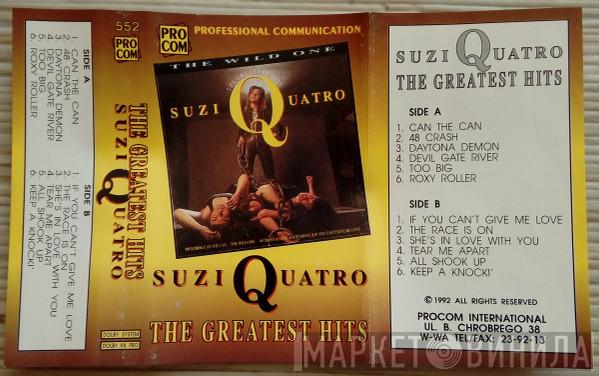 SIDE A
1. CAN THE CAN
2. 48 CRASH
3. DAYTONA DEMON
4. DEVIL GATE RIVER
5. TOO BIG
6. ROXY ROLLER
SIDE B
1. IF YOU CAN'T GIVE ME LOVE
2. THE RACE IS ON
3. SHE'S IN LOVE WITH YOU
4. TEAR ME APART
5. ALL SHOOK UP
6. KEEP A KNOCKI'
552
PRO
COM
THE GREATEST HITS
SUZI QUATRO
DOLBY SYSTEM
DOLBY FIX PRO
PRO
COM
PROFESSIONAL COMMUNICATION
THE WILD ONE
SUZI QUATRO
SUZI QUATRO
THE GREATEST HITS
SUZI QUATRO
THE GREATEST HITS
SIDE A
1. CAN THE CAN
2. 48 CRASH
3. DAYTONA DEMON
4. DEVIL GATE RIVER
5. TOO BIG
6. ROXY ROLLER
SIDE B
1. IF YOU CAN'T GIVE ME LOVE
2. THE RACE IS ON
3. SHE'S IN LOVE WITH YOU
4. TEAR ME APART
5. ALL SHOOK UP
6. KEEP A KNOCKI'
© 1992 ALL RIGHTS RESERVED
PROCOM INTERNATIONAL
UL. B. CHROBREGO 38
W-WA TEL/FAX: 23-92-13
МАРКЕТ ВИНИЛА